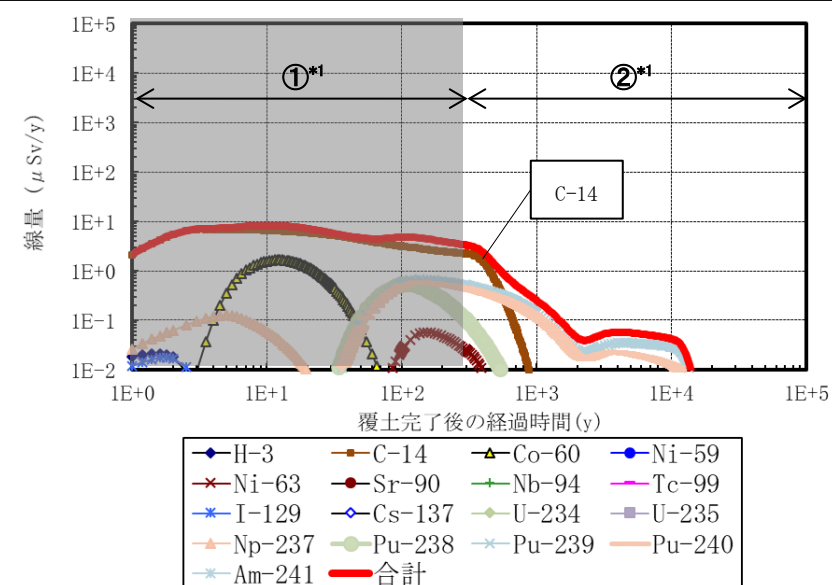 1E+5
1E+4
①*1 ②*1
1E+3
1E+2
C-14
1E+1
1E+0
1E-1
1E-2
線量 (μSv/y)
1E+0 1E+1 1E+2 1E+3 1E+4 1E+5
覆土完了後の経過時間(y)
H-3 C-14 Co-60 Ni-59
Ni-63 Sr-90 Nb-94 Tc-99
I-129 Cs-137 U-234 U-235
Np-237 Pu-238 Pu-239 Pu-240
Am-241 合計